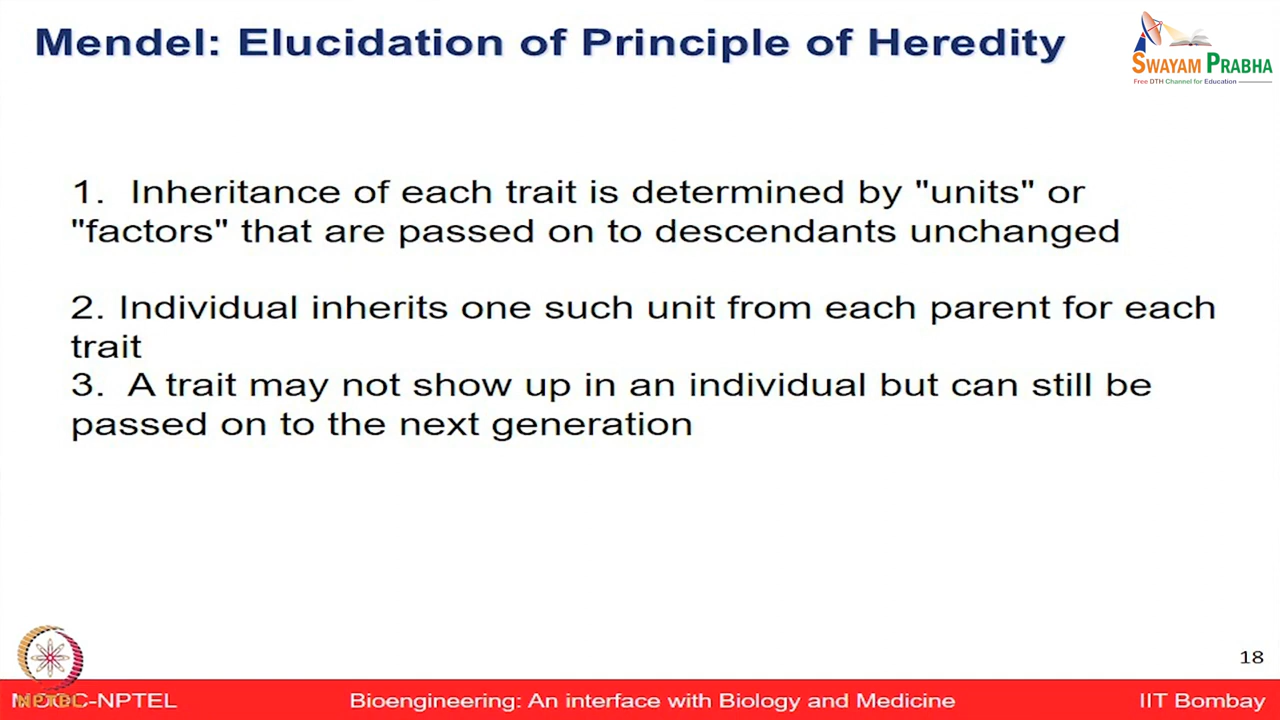 Mendel: Elucidation of Principle of Heredity
SWAYAM PRABHA
Free DTH Channel for Education
1. Inheritance of each trait is determined by "units" or
"factors" that are passed on to descendants unchanged
2. Individual inherits one such unit from each parent for each
trait
3. A trait may not show up in an individual but can still be
passed on to the next generation
18
NPTEL
MOOC-NPTEL
Bioengineering: An interface with Biology and Medicine
IIT Bombay